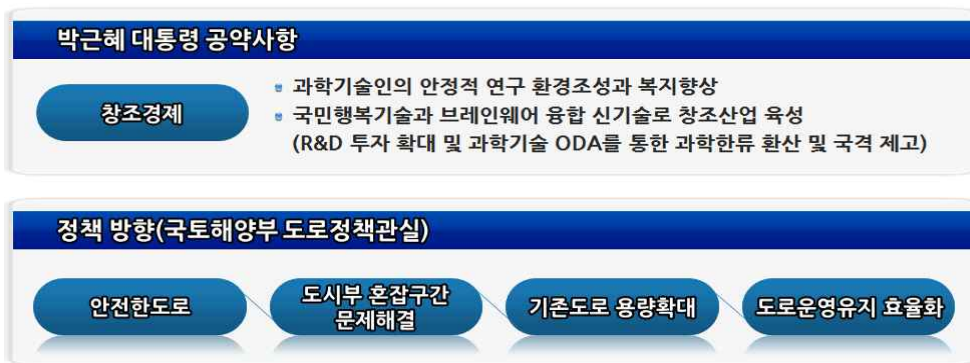 박근혜 대통령 공약사항
창조경제
과학기술인의 안정적 연구 환경조성과 복지향상
국민행복기술과 브레인웨어 융합 신기술로 창조산업 육성
(R&D 투자 확대 및 과학기술 ODA를 통한 과학한류 환산 및 국격 제고)
정책 방향(국토해양부 도로정책관실)
안전한도로
도시부 혼잡구간
문제해결
기존도로 용량확대
도로운영유지 효율화